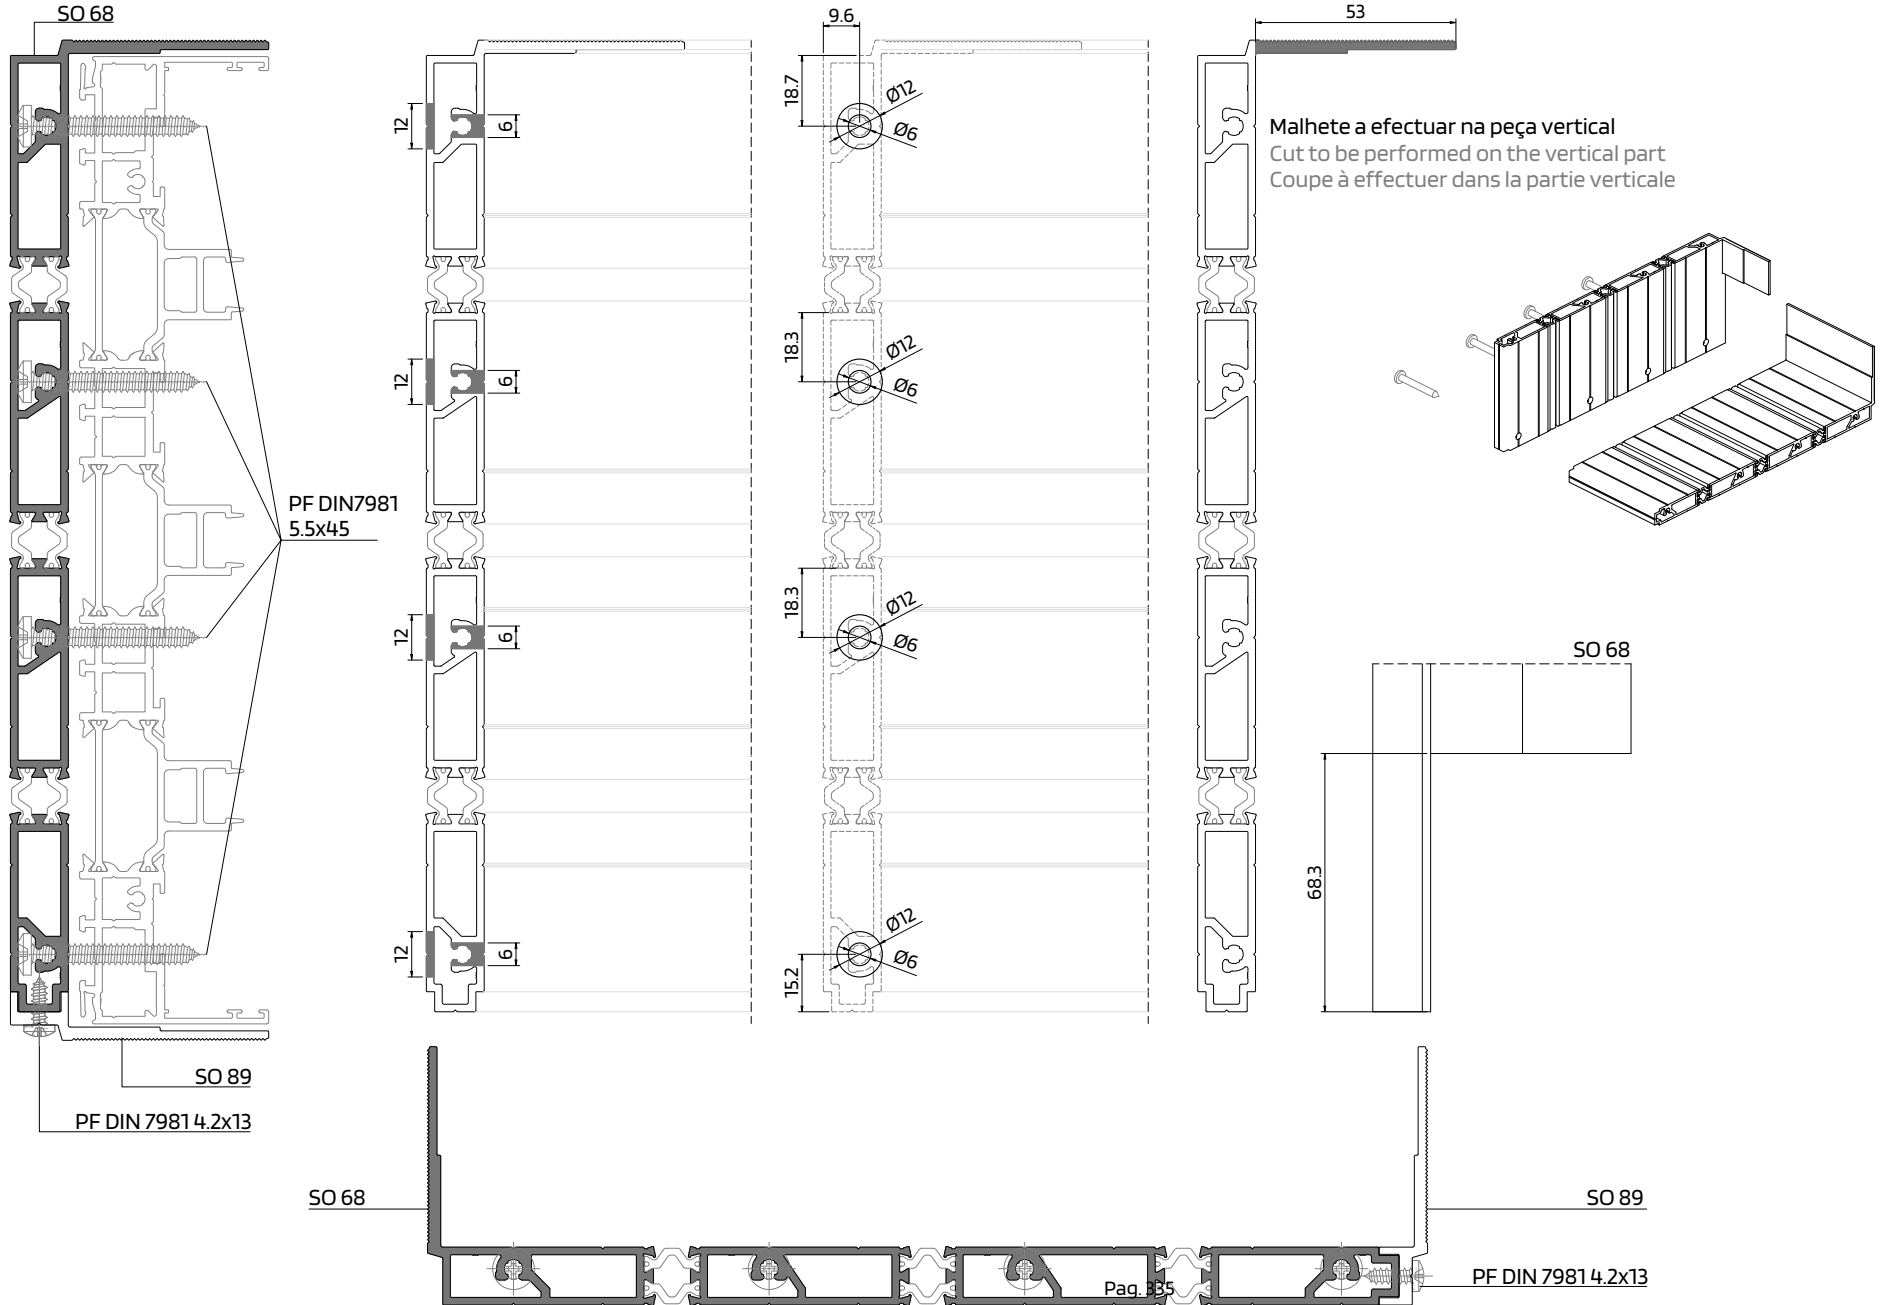 SO 68
9.6
53
18.7
Ø12
Ø6
12
6
Malhete a efectuar na peça vertical
Cut to be performed on the vertical part
Coupe à effectuer dans la partie verticale
18.3
Ø12
Ø6
12
6
PF DIN7981
5.5x45
18.3
Ø12
Ø6
12
6
SO 68
68.3
Ø12
Ø6
12
6
15.2
SO 89
PF DIN 7981 4.2x13
SO 68
SO 89
PF DIN 7981 4.2x13
Pag. 335